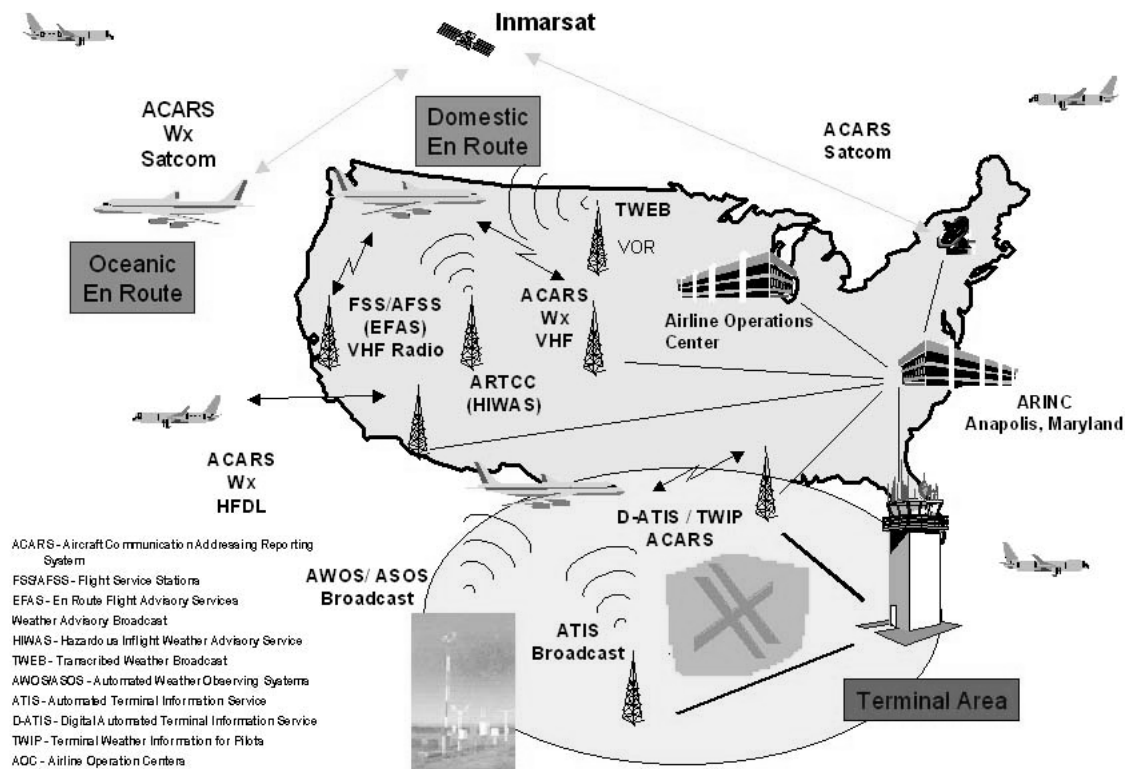 Inmarsat
ACARS
Wx
Satcom
Domestic
En Route
ACARS
Satcom
TWEB
VOR
Oceanic
En Route
FSS/AFSS
(EFAS)
VHF Radio
ACARS
Wx
VHF
Airline Operations
Center
ARTCC
(HIWAS)
ARINC
Anapolis, Maryland
ACARS
Wx
HFDL
D-ATIS / TWIP
ACARS
AWOS/ ASOS
Broadcast
ATIS
Broadcast
Terminal Area
ACARS - Aircraft Communication Addressing Reporting
System
FSS/AFSS - Flight Service Stations
EFAS - En Route Flight Advisory Services
Weather Advisory Broadcast
HIWAS - Hazardous Inflight Weather Advisory Service
TWEB - Transcribed Weather Broadcast
AWOS/ASOS - Automated Weather Observing Systems
ATIS - Automated Terminal Information Service
D-ATIS - Digital Automated Terminal Information Service
TWIP - Terminal Weather Information for Pilots
AOC - Airline Operation Centers